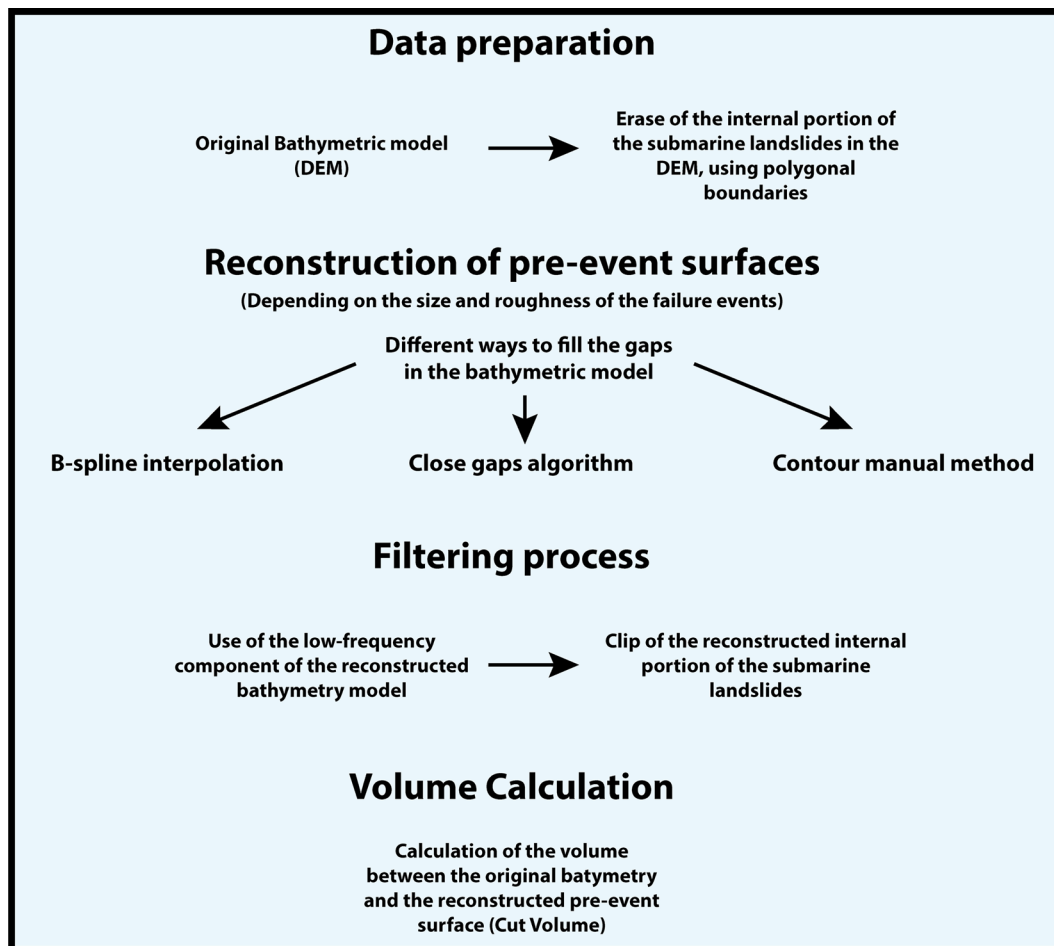 Data preparation
Original Bathymetric model
(DEM)
Erase of the internal portion of
the submarine landslides in the
DEM, using polygonal
boundaries
Reconstruction of pre-event surfaces
(Depending on the size and roughness of the failure events)
Different ways to fill the gaps
in the bathymetric model
B-spline interpolation
Close gaps algorithm
Contour manual method
Filtering process
Use of the low-frequency
component of the reconstructed
bathymetry model
Clip of the reconstructed internal
portion of the submarine
landslides
Volume Calculation
Calculation of the volume
between the original batymetry
and the reconstructed pre-event
surface (Cut Volume)